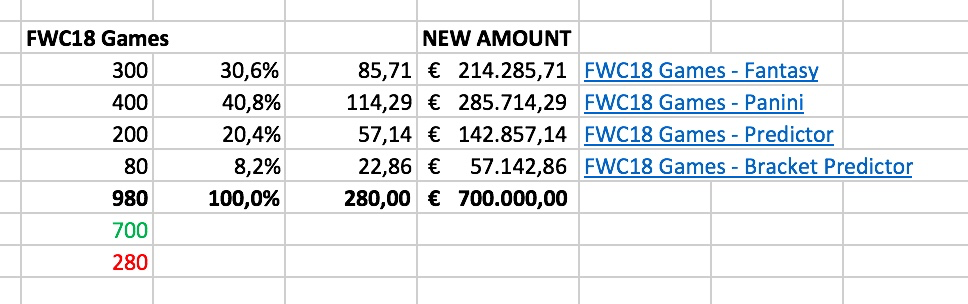 FWC18 Games NEW AMOUNT
300 30,6% 85,71 € 214.285,71 FWC18 Games - Fantasy
400 40,8% 114,29 € 285.714,29 FWC18 Games - Panini
200 20,4% 57,14 € 142.857,14 FWC18 Games - Predictor
80 8,2% 22,86 € 57.142,86 FWC18 Games - Bracket Predictor
980 100,0% 280,00 € 700.000,00
700
280